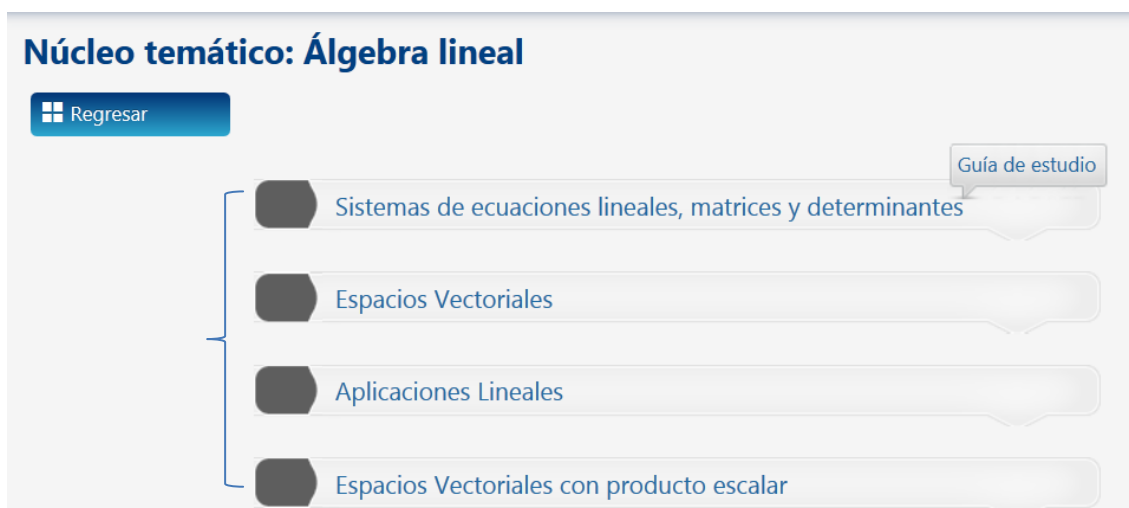 Núcleo temático: Álgebra lineal
Regresar
Guía de estudio
Sistemas de ecuaciones lineales, matrices y determinantes
Espacios Vectoriales
Aplicaciones Lineales
Espacios Vectoriales con producto escalar